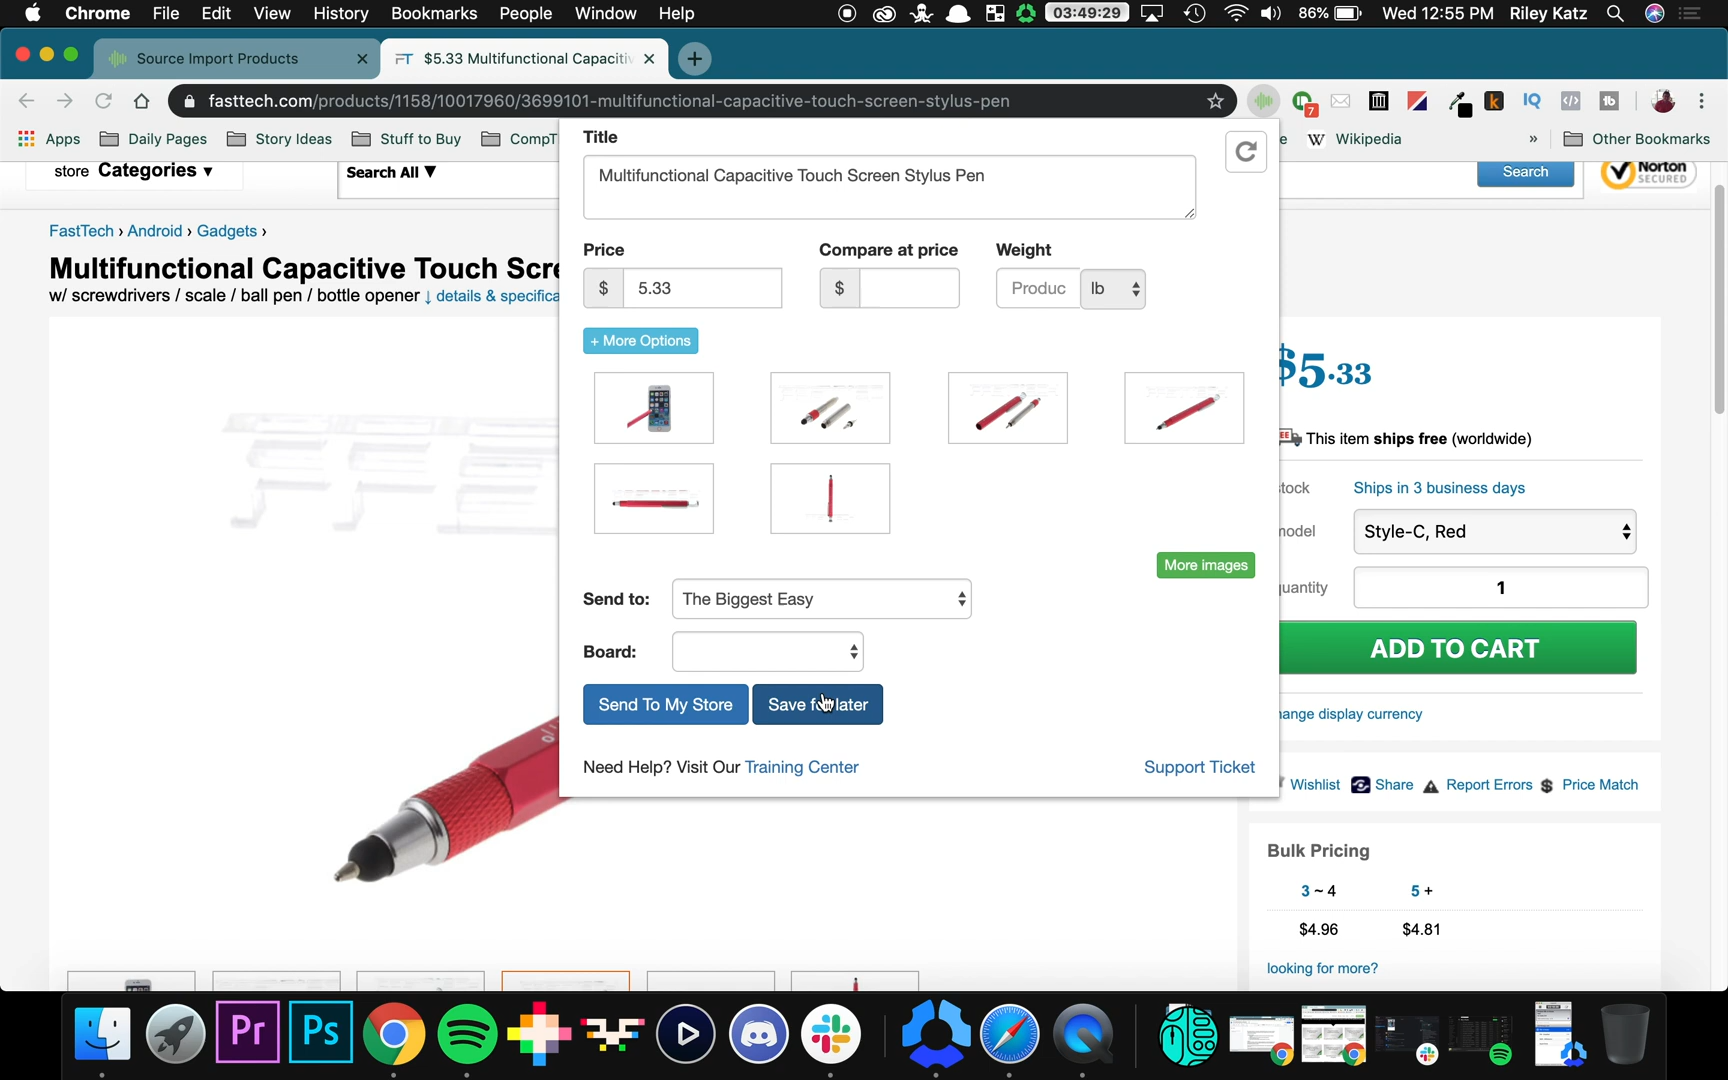 Chrome File Edit View History Bookmarks People Window Help 03:49:29 86% Wed 12:55 PM Riley Katz
Source Import Products
FT $5.33 Multifunctional Capaciti
fasttech.com/products/1158/10017960/3699101-multifunctional-capacitive-touch-screen-stylus-pen
7 k IQ tb
Apps Daily Pages Story Ideas Stuff to Buy CompT e W Wikipedia » Other Bookmarks
store Categories ▾
Search All ▾
Search
Norton
SECURED
FastTech › Android › Gadgets ›
Multifunctional Capacitive Touch Scre
w/ screwdrivers / scale / ball pen / bottle opener ↓ details & specifica
Title
Multifunctional Capacitive Touch Screen Stylus Pen
Price Compare at price Weight
$ 5.33 $ Produc lb
+ More Options
More images
Send to: The Biggest Easy
Board:
Send To My Store Save for later
Need Help? Visit Our Training Center Support Ticket
$5.33
This item ships free (worldwide)
tock Ships in 3 business days
model Style-C, Red
quantity 1
ADD TO CART
hange display currency
Wishlist Share Report Errors $ Price Match
Bulk Pricing
3 ~ 4 5 +
$4.96 $4.81
looking for more?
Pr Ps